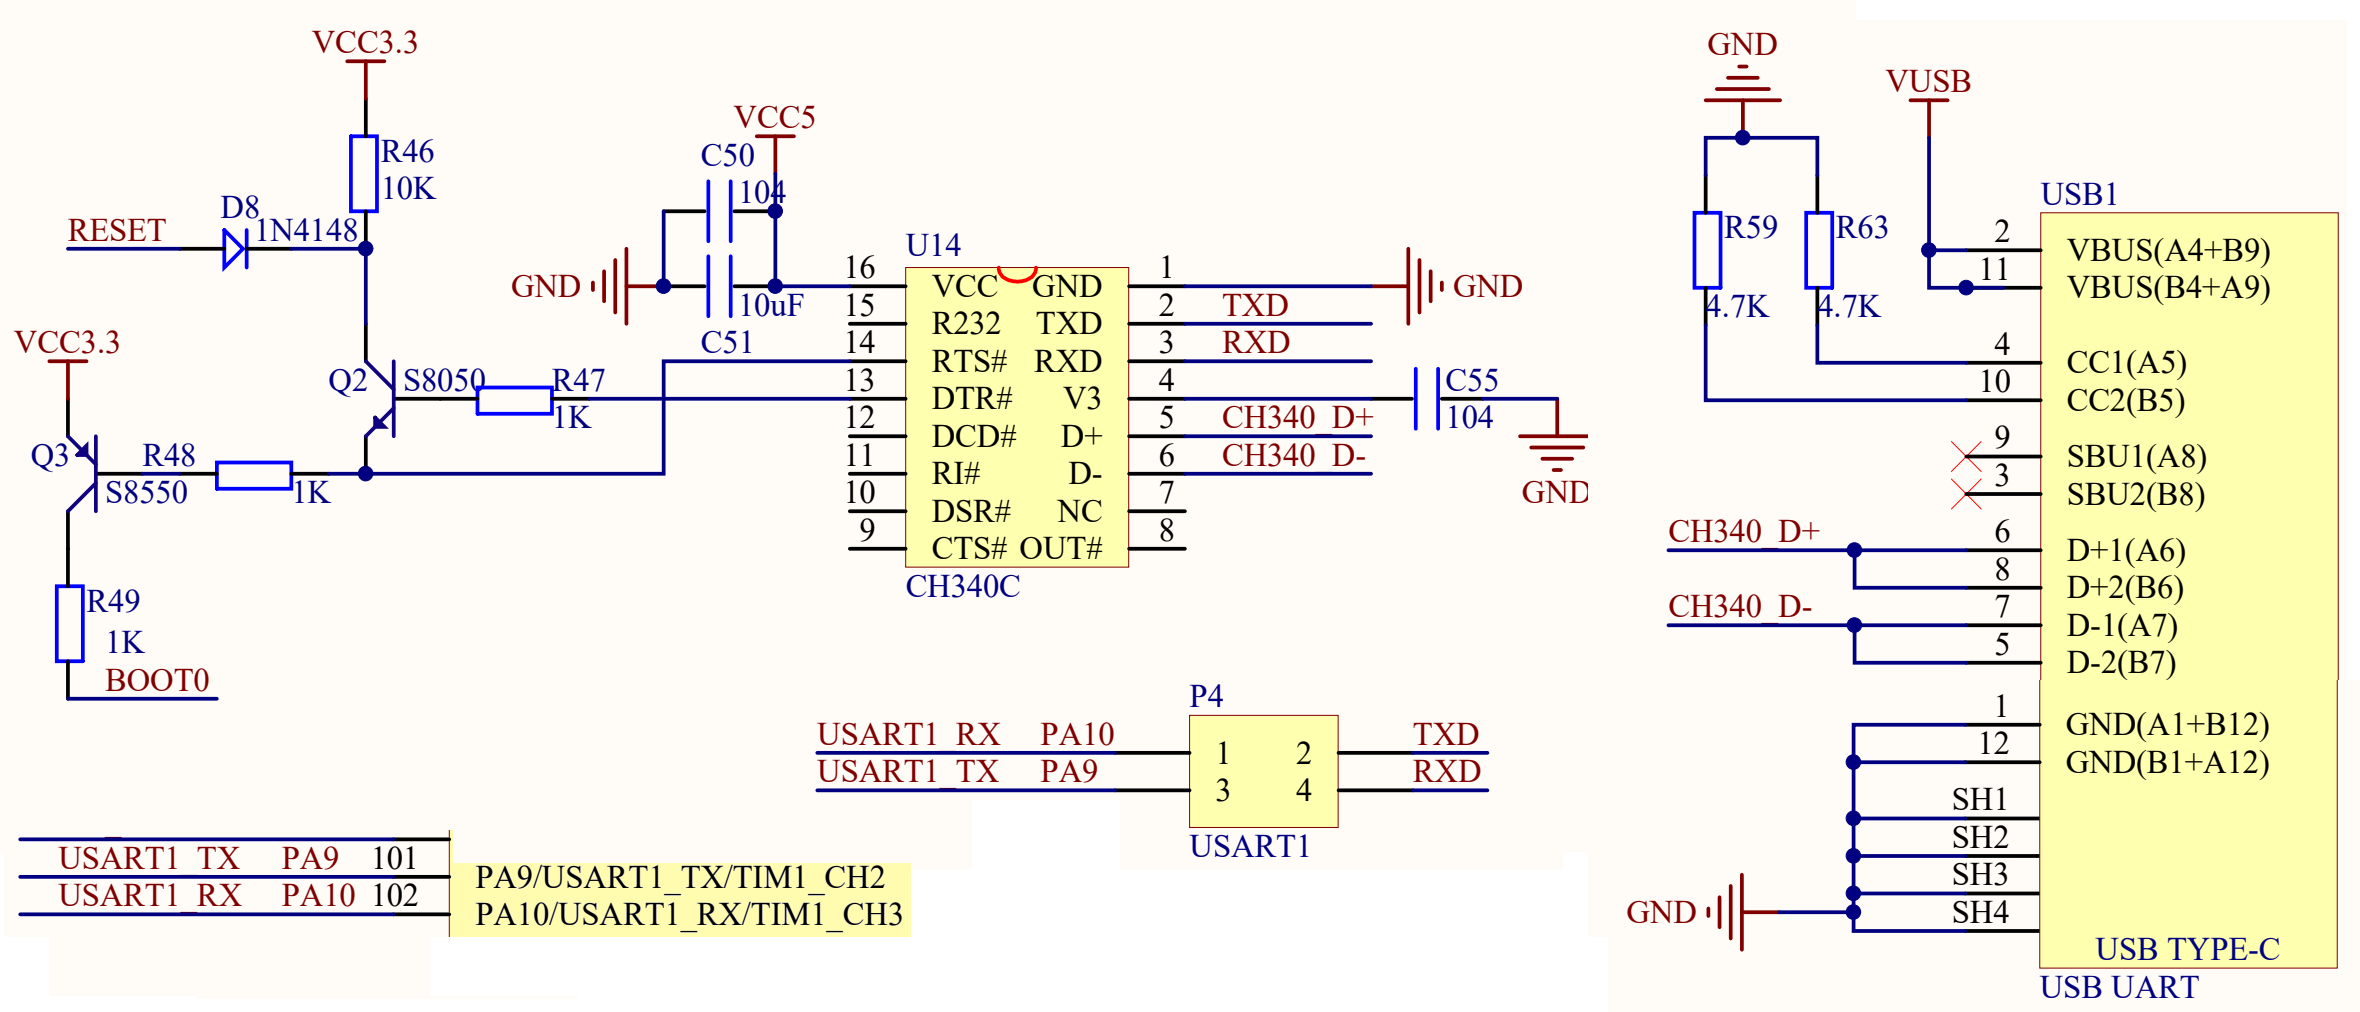 VCC3.3
R46
10K
D8
1N4148
RESET
VCC3.3
Q2
S8050
R47
1K
Q3
S8550
R48
1K
R49
1K
BOOT0
VCC5
C50
104
GND
10uF
C51
U14
16 VCC GND 1 GND
15 R232 TXD 2 TXD
14 RTS# RXD 3 RXD
13 DTR# V3 4
12 DCD# D+ 5 CH340_D+
11 RI# D- 6 CH340_D-
10 DSR# NC 7
9 CTS# OUT# 8
CH340C
C55
104
GND
P4
USART1_RX PA10 1 2 TXD
USART1_TX PA9 3 4 RXD
USART1
USART1_TX PA9 101 PA9/USART1_TX/TIM1_CH2
USART1_RX PA10 102 PA10/USART1_RX/TIM1_CH3
GND
VUSB
R59
4.7K
R63
4.7K
USB1
2 VBUS(A4+B9)
11 VBUS(B4+A9)
4 CC1(A5)
10 CC2(B5)
9 SBU1(A8)
3 SBU2(B8)
CH340_D+ 6 D+1(A6)
8 D+2(B6)
CH340_D- 7 D-1(A7)
5 D-2(B7)
1 GND(A1+B12)
12 GND(B1+A12)
SH1
SH2
SH3
GND SH4
USB TYPE-C
USB UART